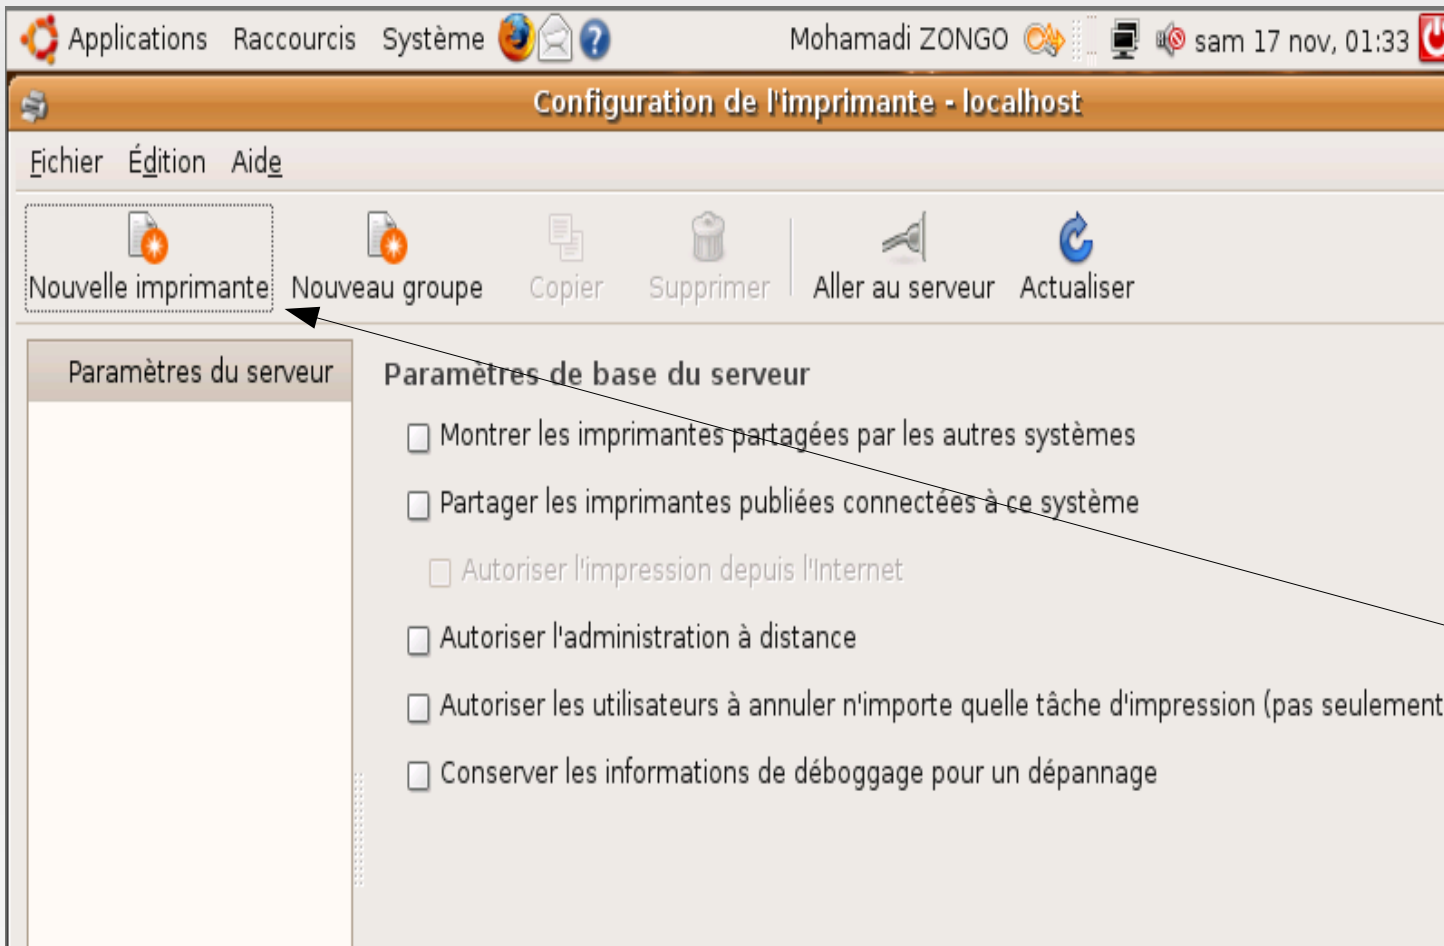 Applications Raccourcis Système Mohamadi ZONGO sam 17 nov, 01:33
Configuration de l'imprimante - localhost
Fichier Édition Aide
Nouvelle imprimante Nouveau groupe Copier Supprimer Aller au serveur Actualiser
Paramètres du serveur
Paramètres de base du serveur
Montrer les imprimantes partagées par les autres systèmes
Partager les imprimantes publiées connectées à ce système
Autoriser l'impression depuis l'Internet
Autoriser l'administration à distance
Autoriser les utilisateurs à annuler n'importe quelle tâche d'impression (pas seulement
Conserver les informations de déboggage pour un dépannage